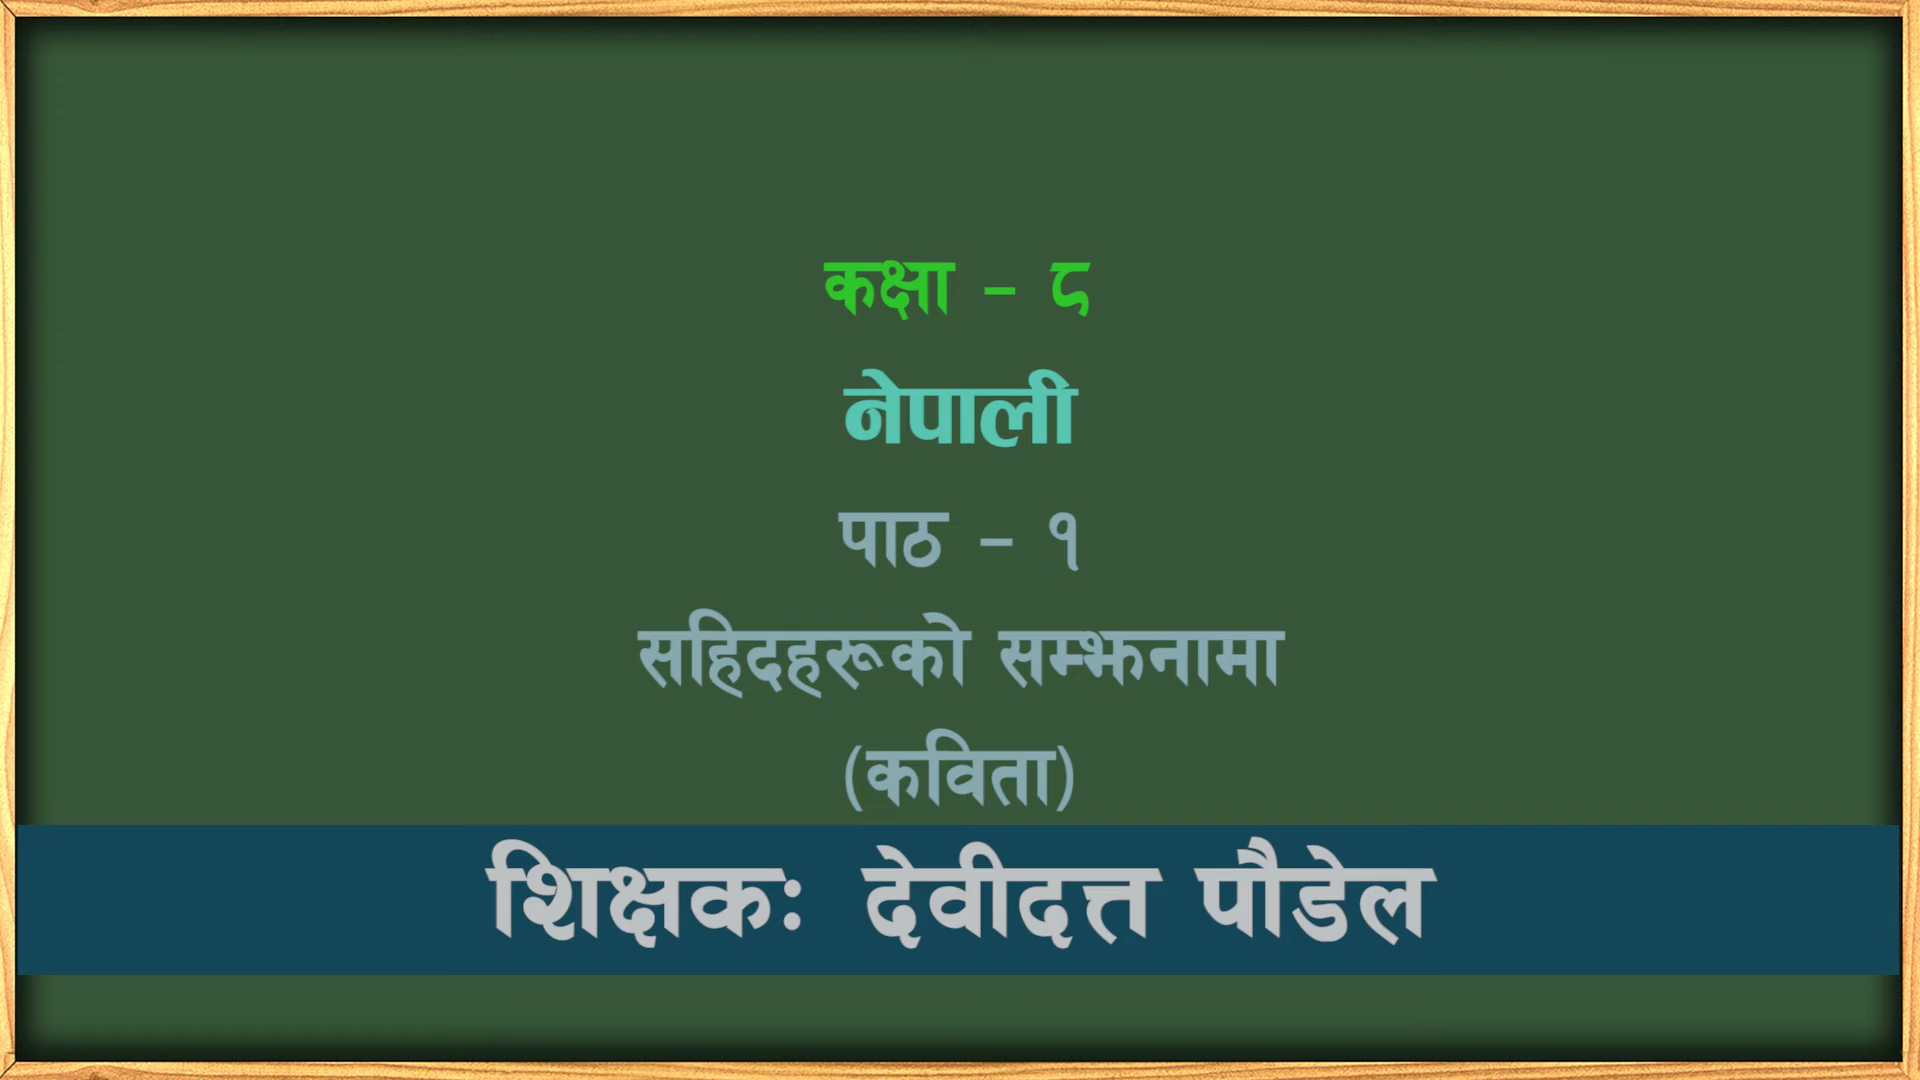 कक्षा – ८
नेपाली
पाठ – १
सहिदहरूको सम्झनामा
(कविता)
शिक्षकः देवीदत्त पौडेल